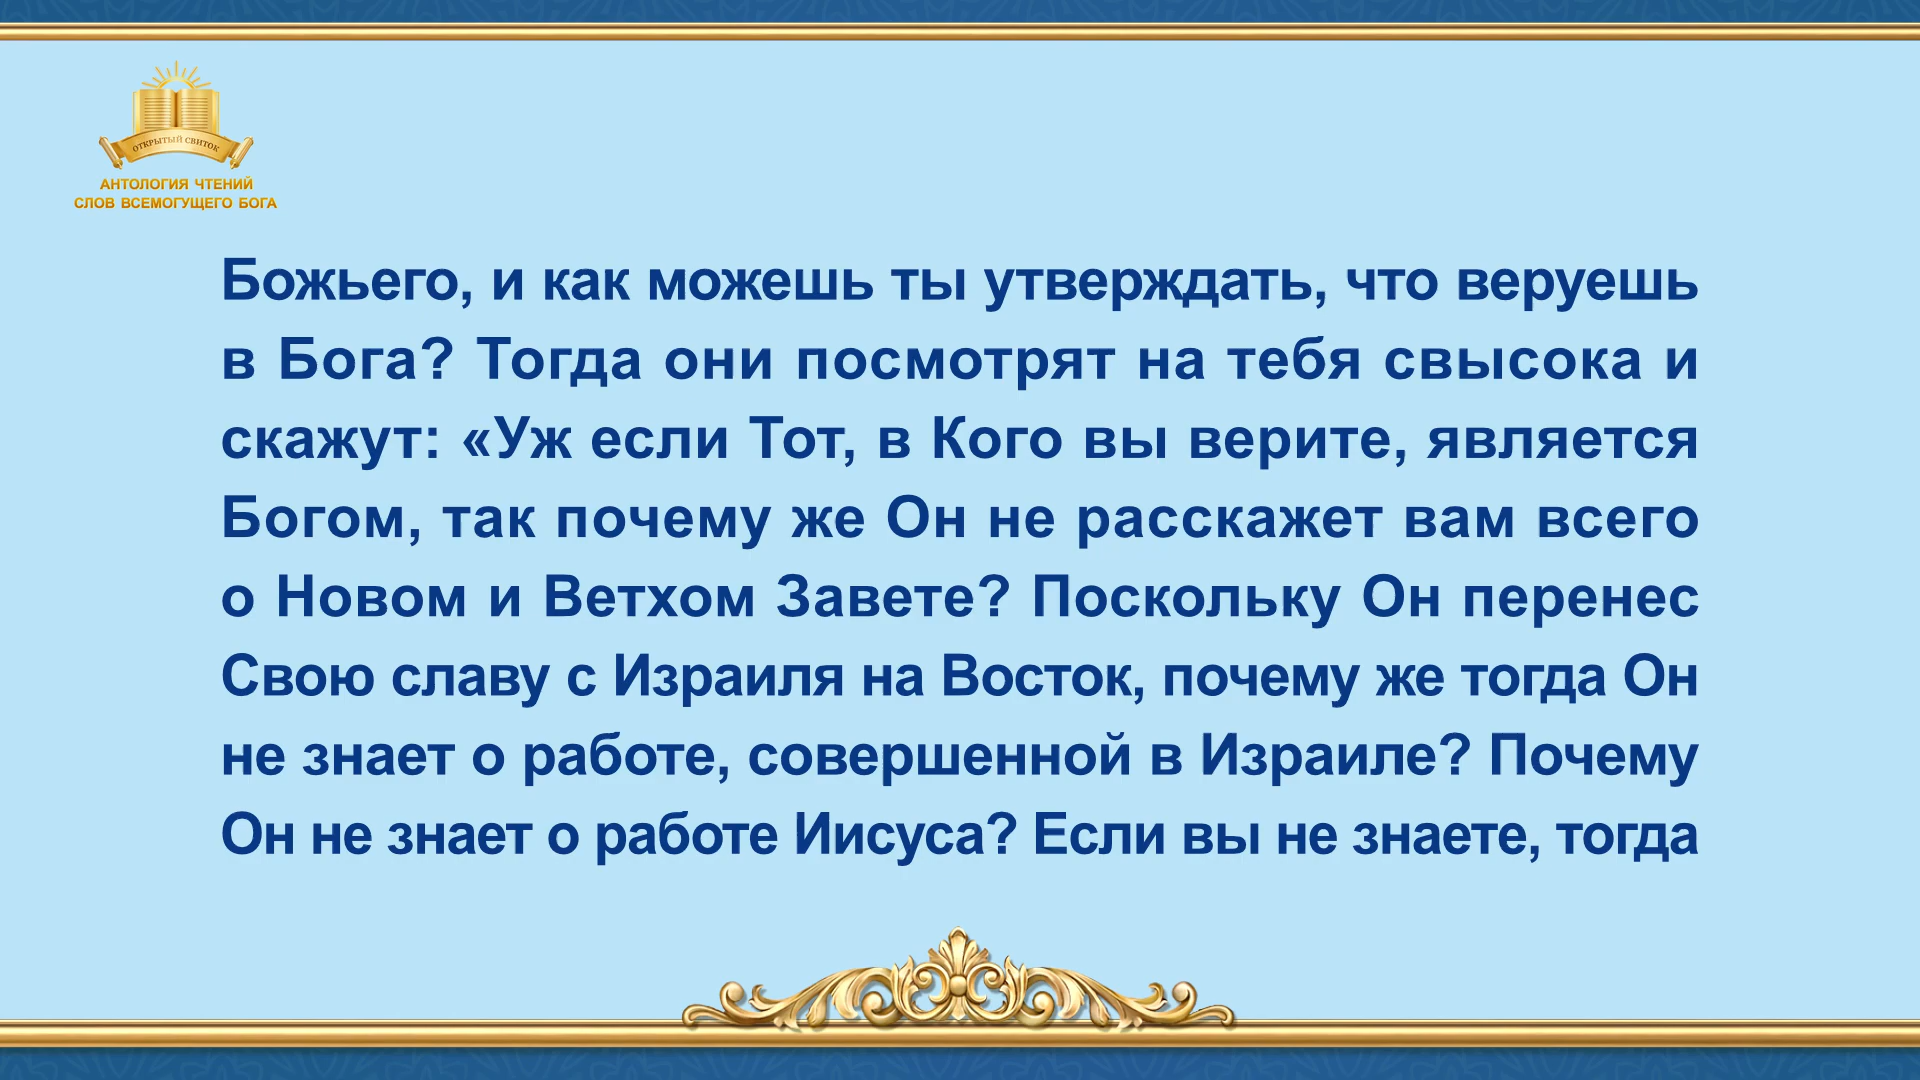 ОТКРЫТЫЙ СВИТОК
АНТОЛОГИЯ ЧТЕНИЙ
СЛОВ ВСЕМОГУЩЕГО БОГА
Божьего, и как можешь ты утверждать, что веруешь
в Бога? Тогда они посмотрят на тебя свысока и
скажут: «Уж если Тот, в Кого вы верите, является
Богом, так почему же Он не расскажет вам всего
о Новом и Ветхом Завете? Поскольку Он перенес
Свою славу с Израиля на Восток, почему же тогда Он
не знает о работе, совершенной в Израиле? Почему
Он не знает о работе Иисуса? Если вы не знаете, тогда